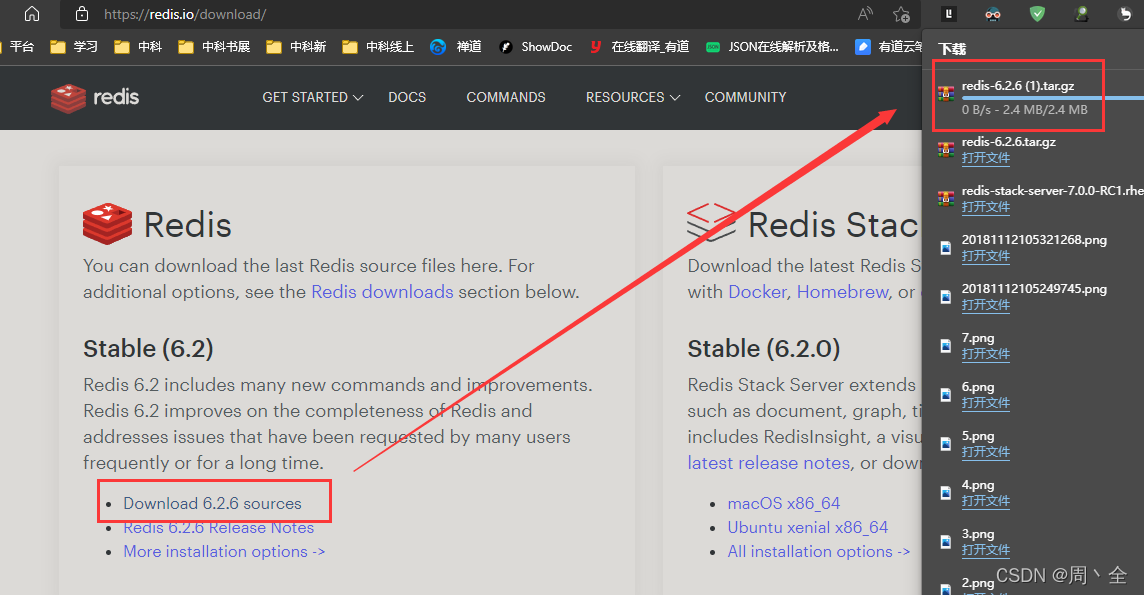 https://redis.io/download/
平台 学习 中科 中科书展 中科新 中科线上 禅道 ShowDoc 在线翻译_有道 JSON在线解析及格... 有道云
redis
GET STARTED DOCS COMMANDS RESOURCES COMMUNITY
Redis
You can download the last Redis source files here. For
additional options, see the Redis downloads section below.
Stable (6.2)
Redis 6.2 includes many new commands and improvements.
Redis 6.2 improves on the completeness of Redis and
addresses issues that have been requested by many users
frequently or for a long time.
• Download 6.2.6 sources
• Redis 6.2.6 Release Notes
• More installation options ->
Redis Stac
Download the latest Redis S
with Docker, Homebrew, or
Stable (6.2.0)
Redis Stack Server extends
such as document, graph, ti
includes RedisInsight, a visu
latest release notes, or dow
• macOS x86_64
• Ubuntu xenial x86_64
• All installation options ->
下载
redis-6.2.6 (1).tar.gz
0 B/s - 2.4 MB/2.4 MB
redis-6.2.6.tar.gz
打开文件
redis-stack-server-7.0.0-RC1.rhe
打开文件
20181112105321268.png
打开文件
20181112105249745.png
打开文件
7.png
打开文件
6.png
打开文件
5.png
打开文件
4.png
打开文件
3.png
打开文件
2.png
CSDN @周丶全